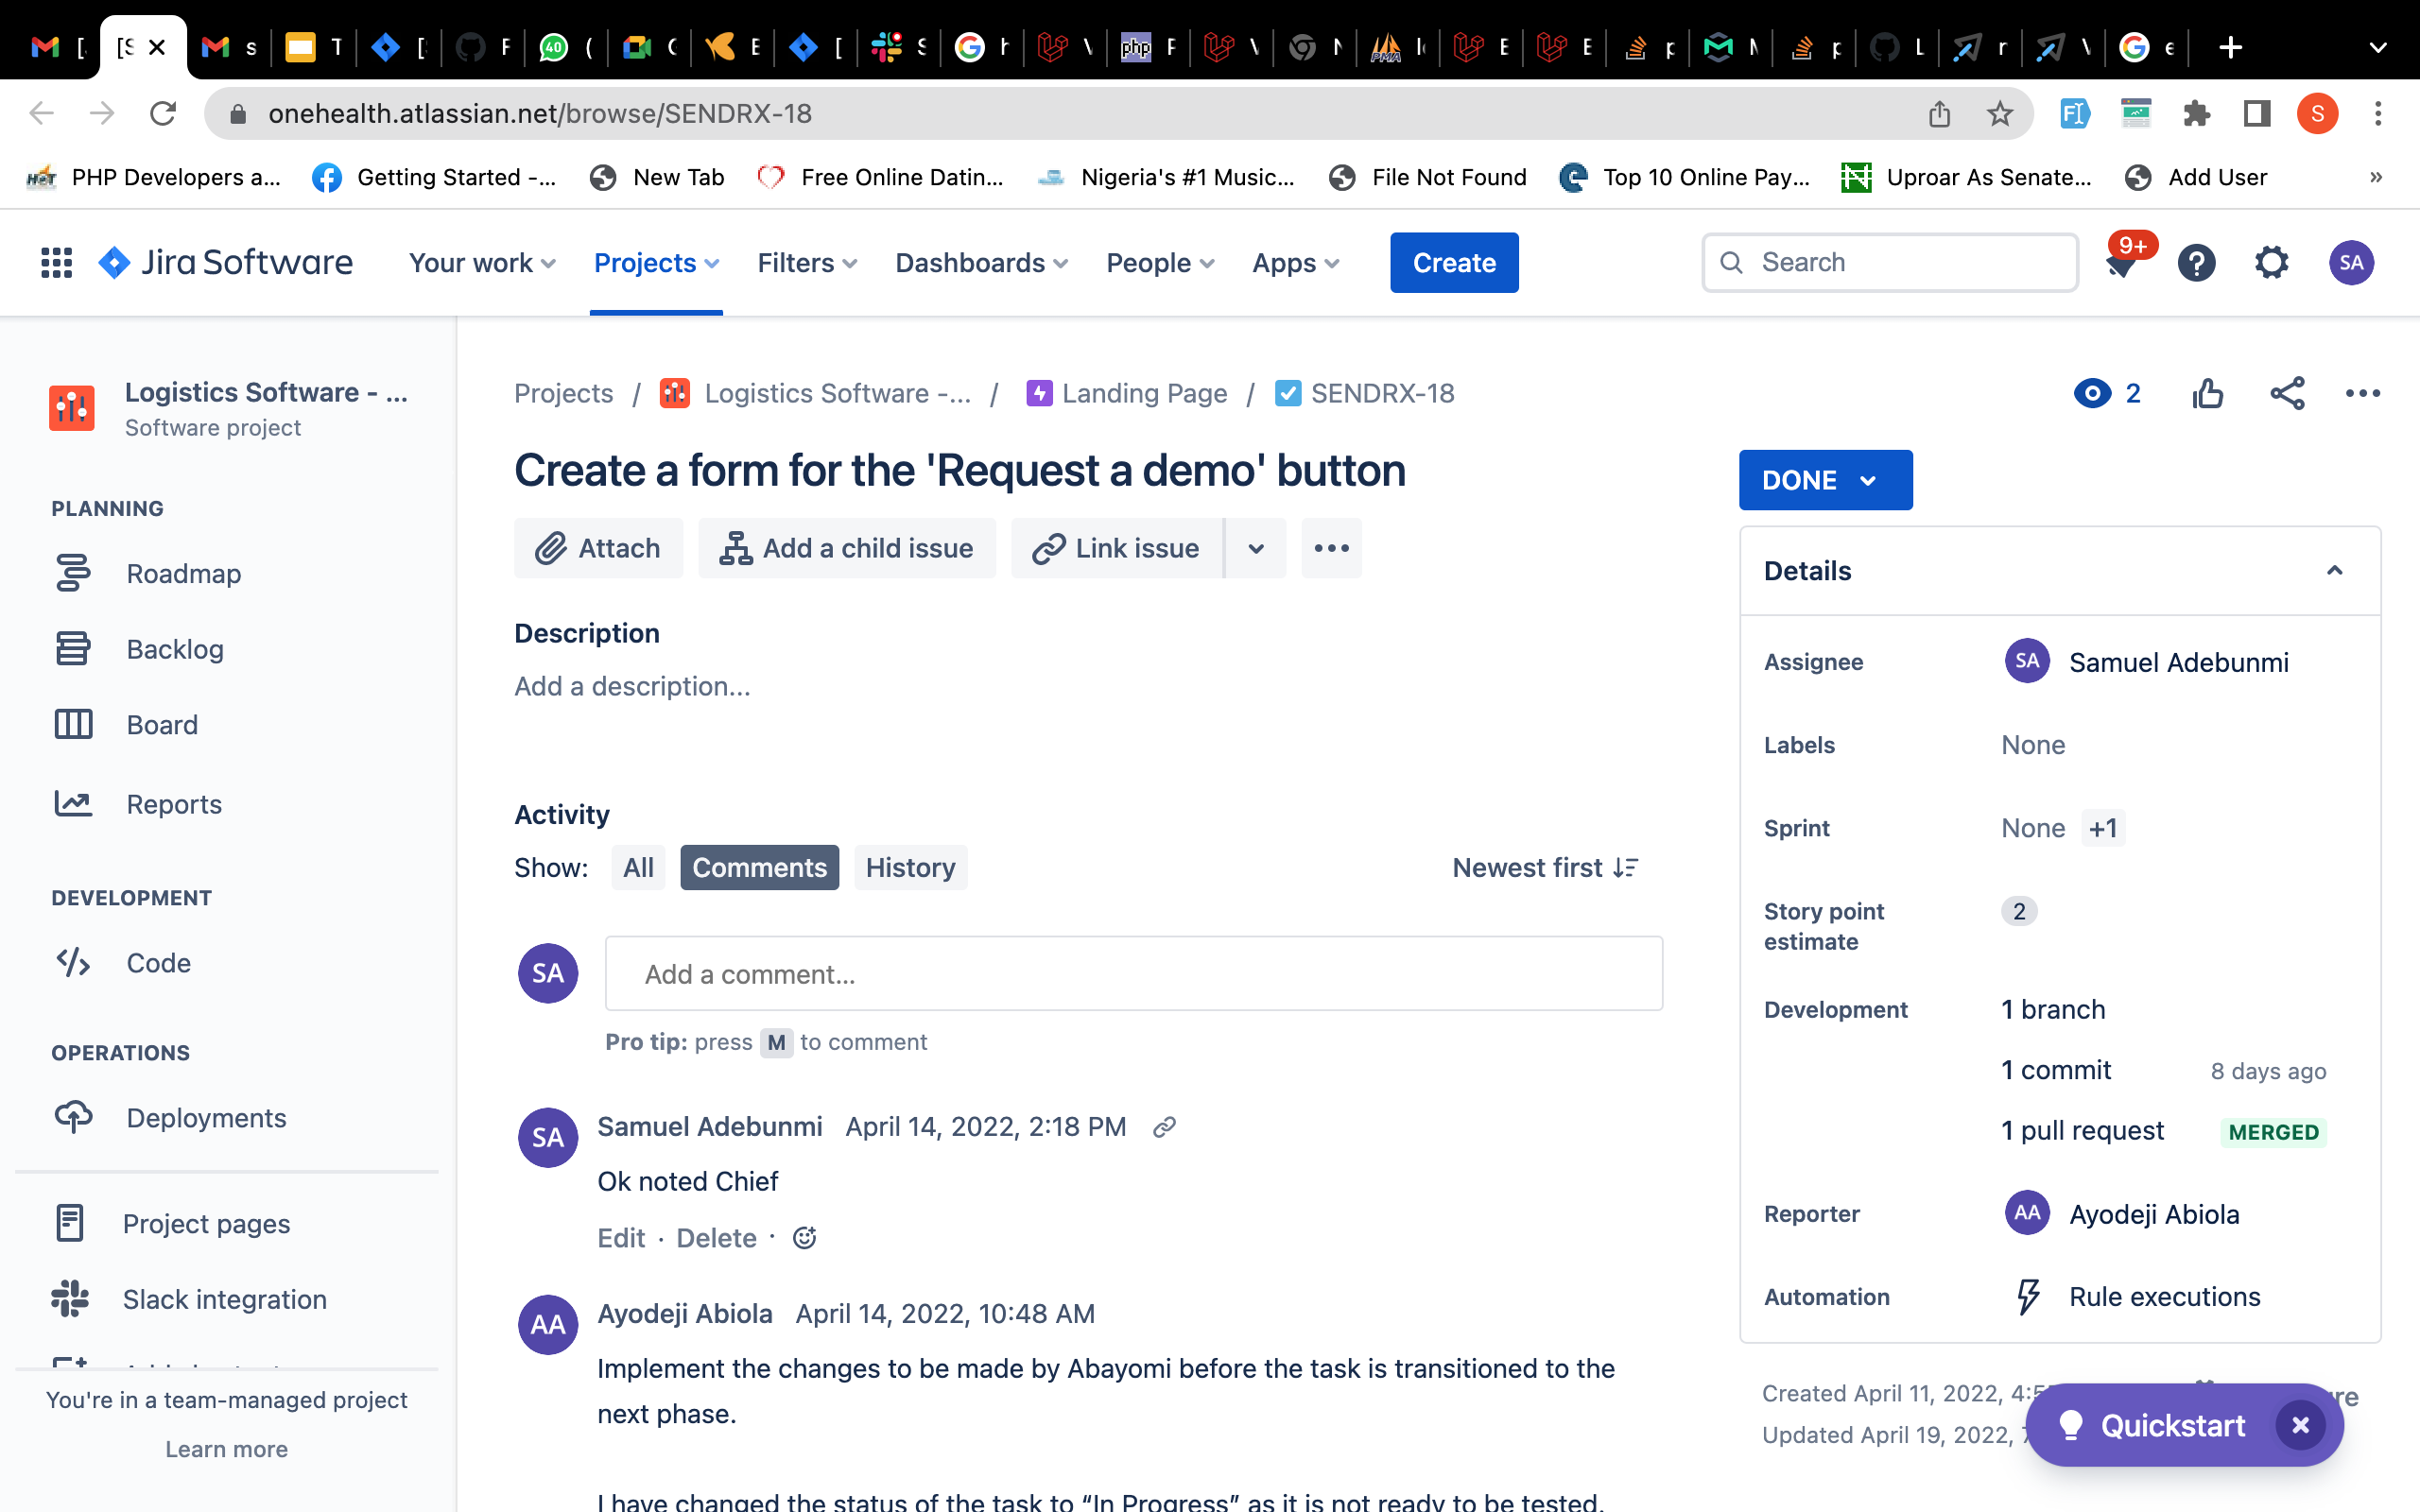 [ [S s T [ F 40 ( C E [ S h V php F V N PMA l E E p M p L r V e
onehealth.atlassian.net/browse/SENDRX-18 S
PHP Developers a... Getting Started -... New Tab Free Online Datin... Nigeria's #1 Music... File Not Found Top 10 Online Pay... Uproar As Senate... Add User »
Jira Software Your work Projects Filters Dashboards People Apps Create Search 9+ SA
Logistics Software - ...
Software project
PLANNING
Roadmap
Backlog
Board
Reports
DEVELOPMENT
Code
OPERATIONS
Deployments
Project pages
Slack integration
You're in a team-managed project
Learn more
Projects / Logistics Software -... / Landing Page / SENDRX-18
2
Create a form for the 'Request a demo' button
Attach Add a child issue Link issue
Description
Add a description...
Activity
Show: All Comments History Newest first
SA Add a comment...
Pro tip: press M to comment
SA Samuel Adebunmi April 14, 2022, 2:18 PM
Ok noted Chief
Edit · Delete ·
AA Ayodeji Abiola April 14, 2022, 10:48 AM
Implement the changes to be made by Abayomi before the task is transitioned to the
next phase.
I have changed the status of the task to “In Progress” as it is not ready to be tested.
DONE
Details
Assignee SA Samuel Adebunmi
Labels None
Sprint None +1
Story point
estimate 2
Development 1 branch
1 commit 8 days ago
1 pull request MERGED
Reporter AA Ayodeji Abiola
Automation Rule executions
Created April 11, 2022,
Updated April 19, 2022,
Quickstart